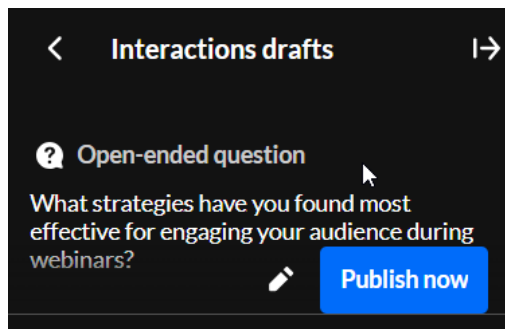 Interactions drafts
Open-ended question
What strategies have you found most
effective for engaging your audience during
webinars?
Publish now